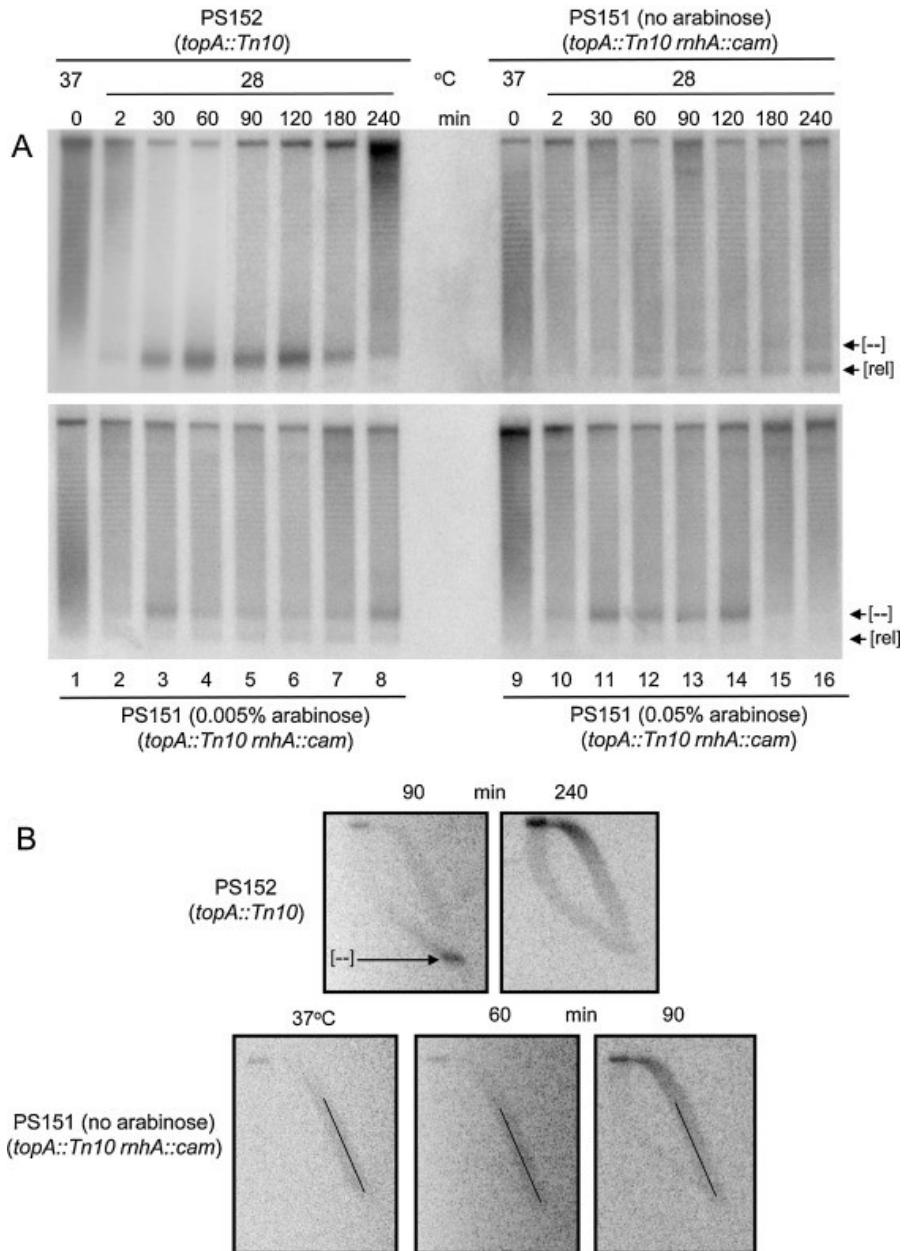 PS152 PS151 (no arabinose)
(topA::Tn10) (topA::Tn10 rnhA::cam)
37 28 ºC 37 28
0 2 30 60 90 120 180 240 min 0 2 30 60 90 120 180 240
A
[--]
[rel]
[--]
[rel]
1 2 3 4 5 6 7 8 9 10 11 12 13 14 15 16
PS151 (0.005% arabinose) PS151 (0.05% arabinose)
(topA::Tn10 rnhA::cam) (topA::Tn10 rnhA::cam)
90 min 240
B
PS152
(topA::Tn10)
[--]
37ºC 60 min 90
PS151 (no arabinose)
(topA::Tn10 rnhA::cam)